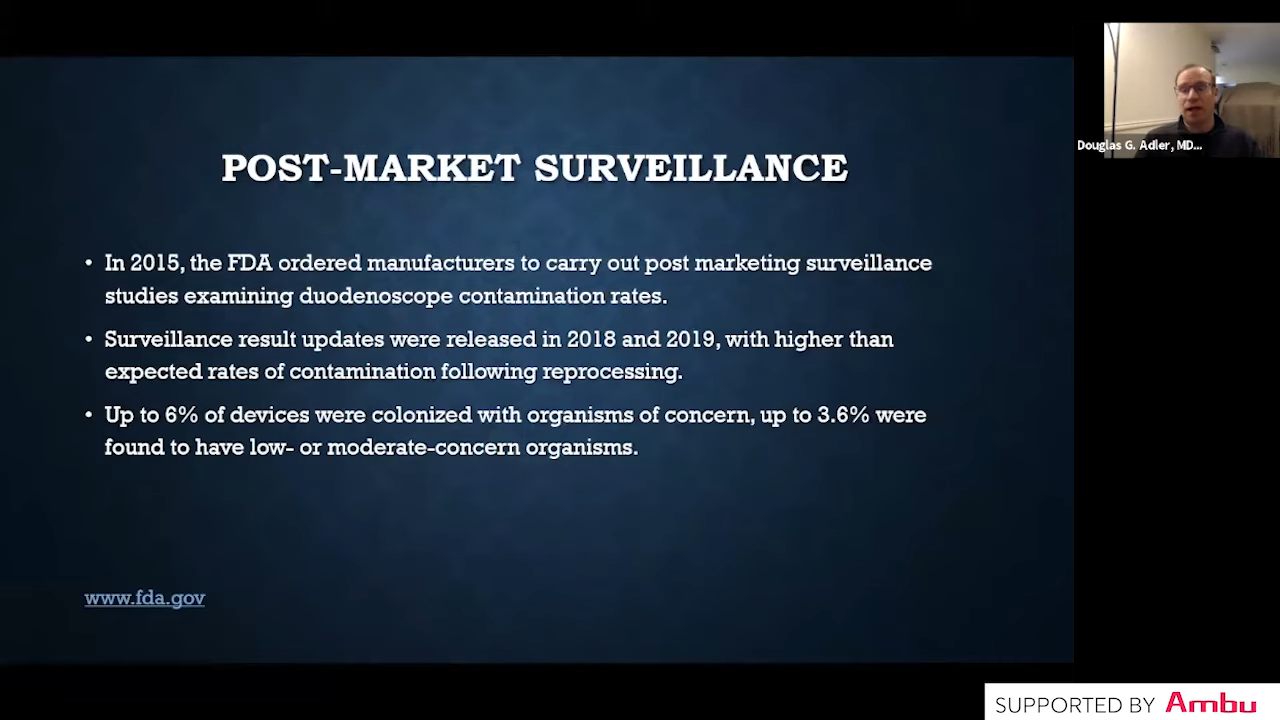 POST-MARKET SURVEILLANCE
• In 2015, the FDA ordered manufacturers to carry out post marketing surveillance
studies examining duodenoscope contamination rates.
• Surveillance result updates were released in 2018 and 2019, with higher than
expected rates of contamination following reprocessing.
• Up to 6% of devices were colonized with organisms of concern, up to 3.6% were
found to have low- or moderate-concern organisms.
www.fda.gov
Douglas G. Adler, MD...
SUPPORTED BY Ambu